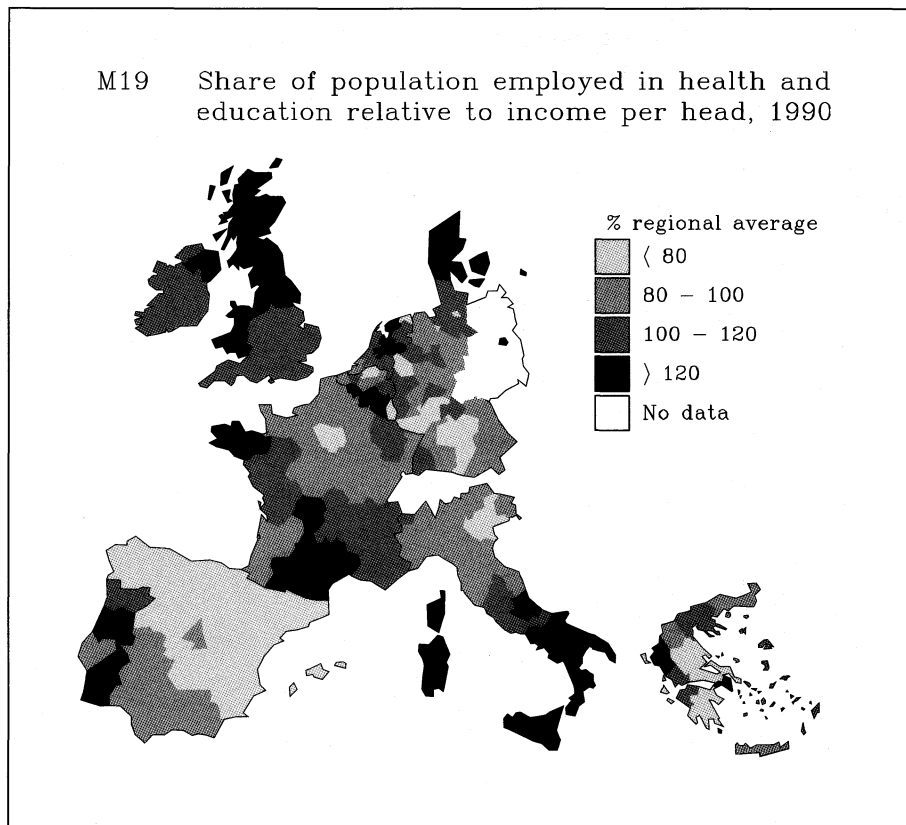 M19 Share of population employed in health and
education relative to income per head, 1990
% regional average
⟨ 80
80 – 100
100 – 120
⟩ 120
No data